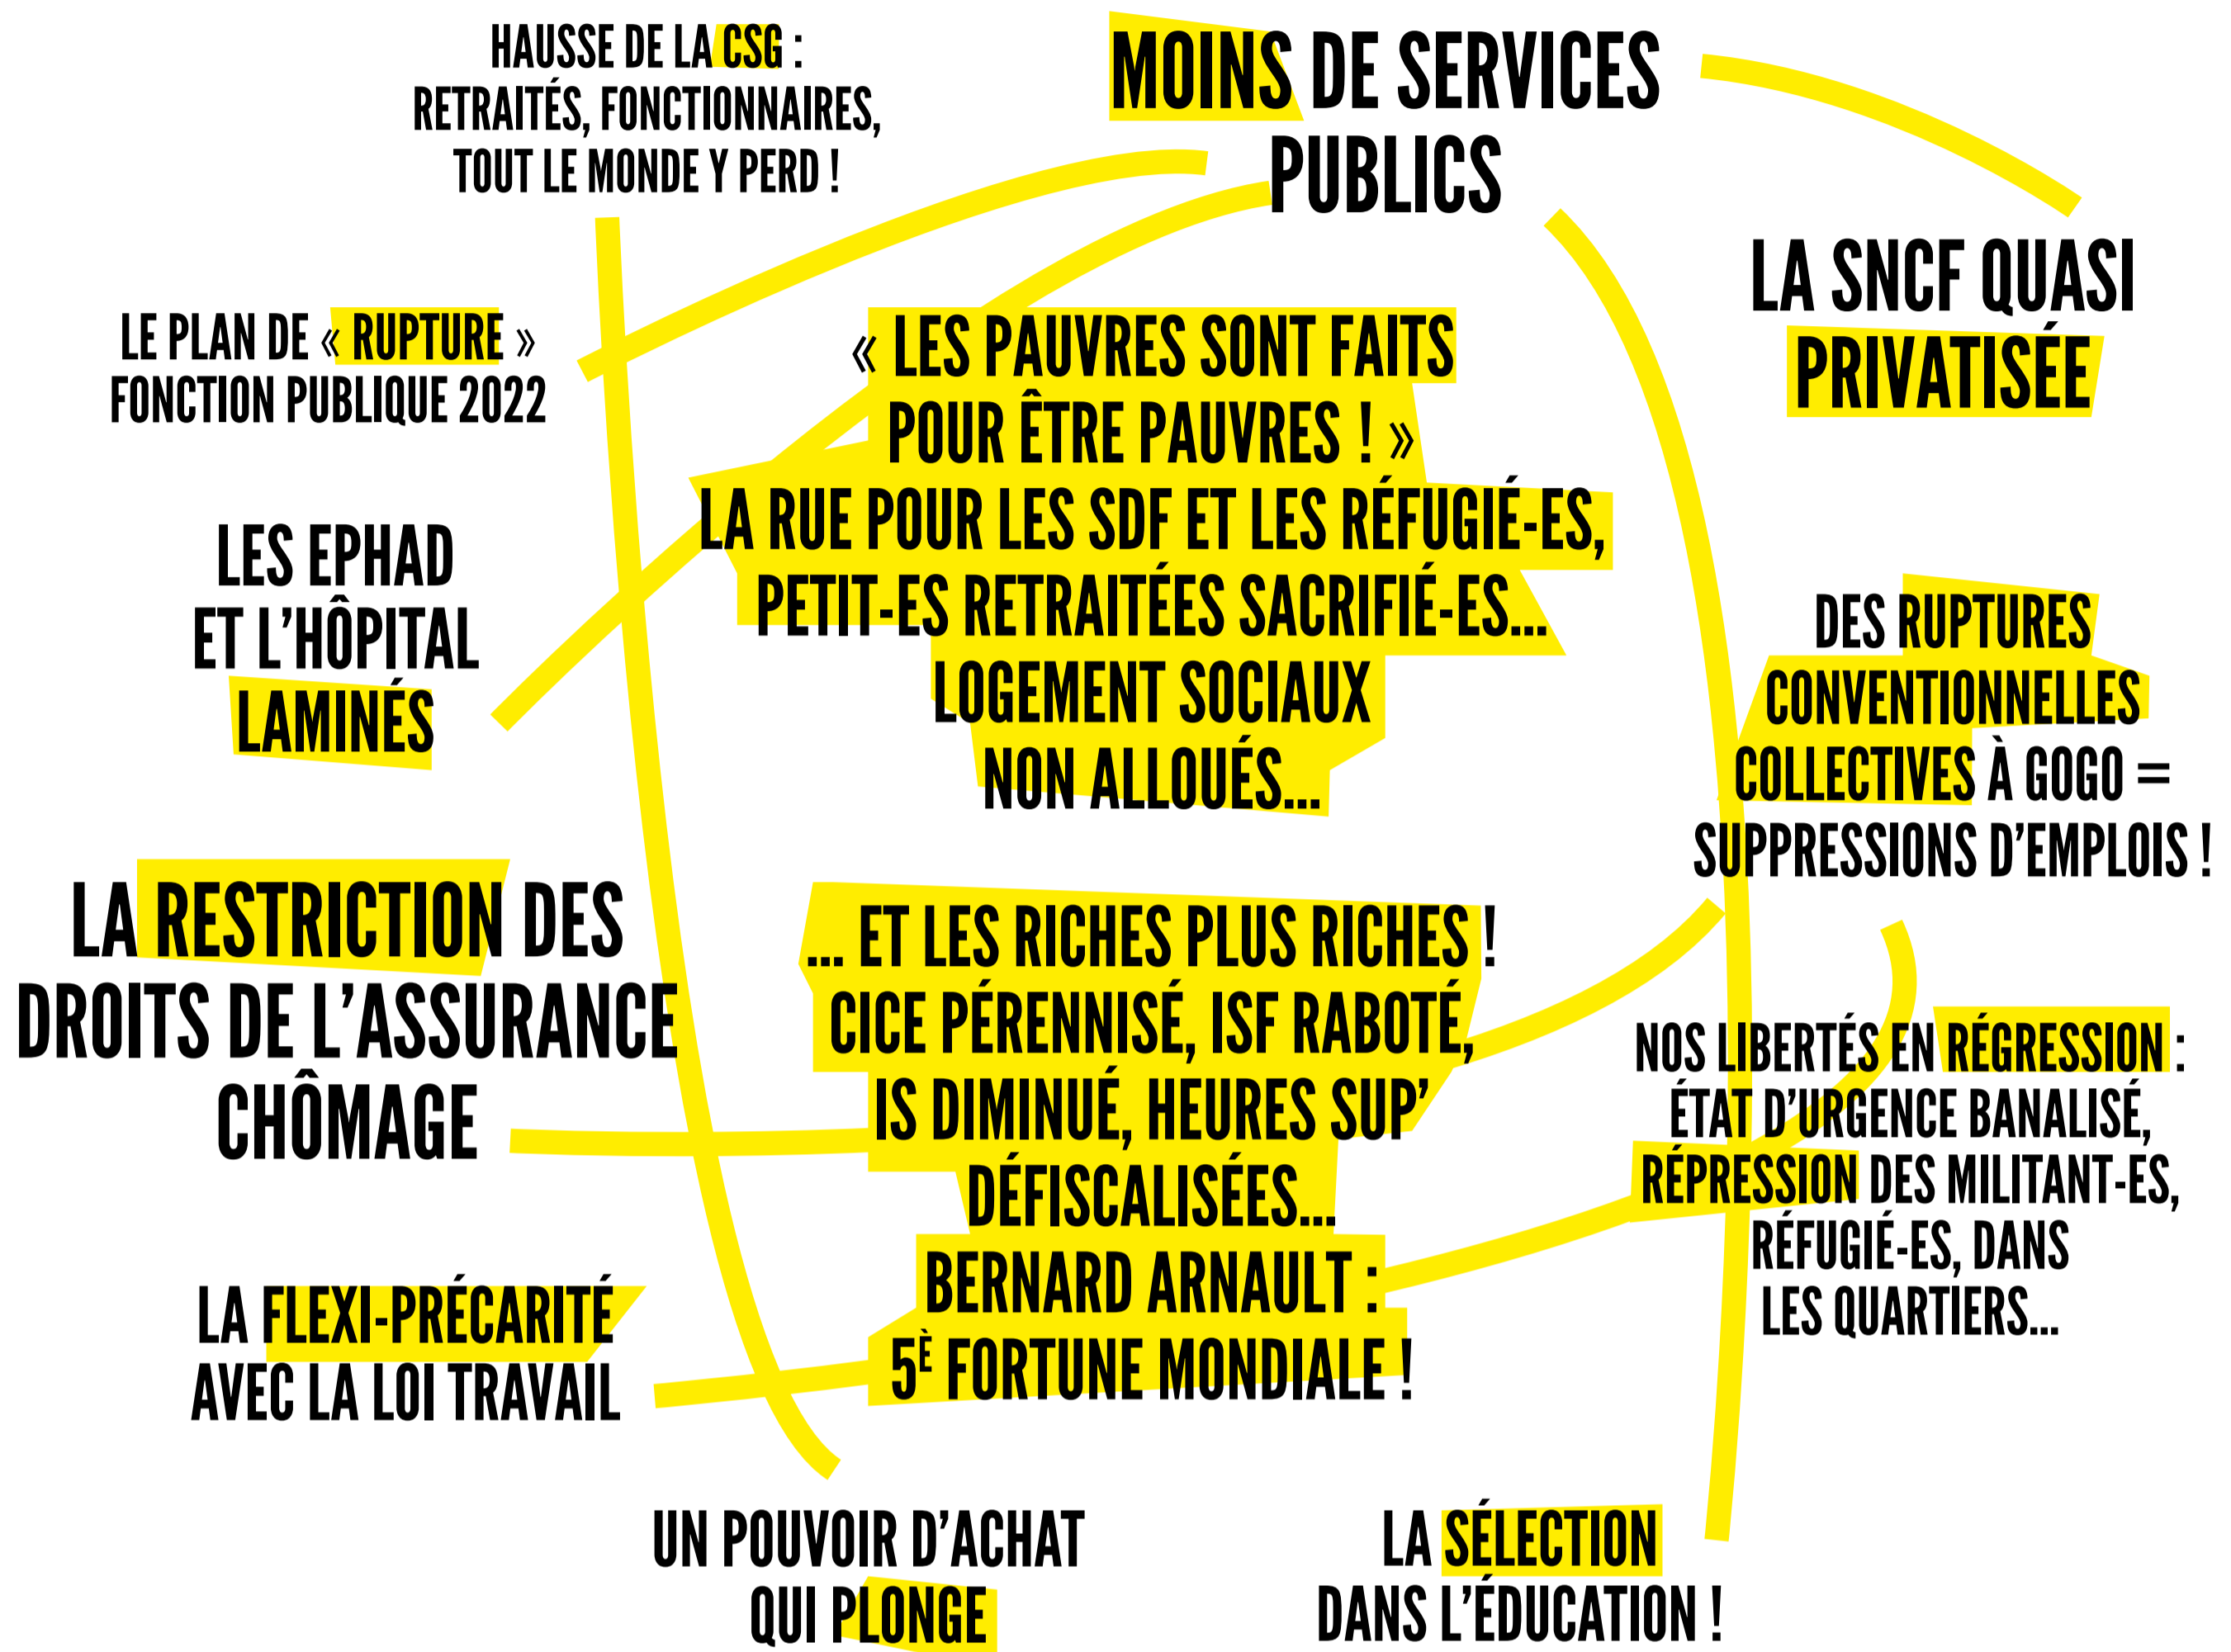 HAUSSE DE LA CSG :
RETRAITÉS, FONCTIONNAIRES,
TOUT LE MONDE Y PERD !
MOINS DE SERVICES
PUBLICS
LA SNCF QUASI
PRIVATISÉE
LE PLAN DE « RUPTURE »
FONCTION PUBLIQUE 2022
« LES PAUVRES SONT FAITS
POUR ÊTRE PAUVRES ! »
LA RUE POUR LES SDF ET LES RÉFUGIÉ-ES,
PETIT-ES RETRAITÉES SACRIFIÉ-ES...
LOGEMENT SOCIAUX
NON ALLOUÉS...
LES EPHAD
ET L'HÔPITAL
LAMINÉS
DES RUPTURES
CONVENTIONNELLES
COLLECTIVES À GOGO =
SUPPRESSIONS D'EMPLOIS !
LA RESTRICTION DES
DROITS DE L'ASSURANCE
CHÔMAGE
... ET LES RICHES PLUS RICHES !
CICE PÉRENNISÉ, ISF RABOTÉ,
IS DIMINUÉ, HEURES SUP'
DÉFISCALISÉES...
BERNARD ARNAULT :
5È FORTUNE MONDIALE !
NOS LIBERTÉS EN RÉGRESSION :
ÉTAT D'URGENCE BANALISÉ,
RÉPRESSION DES MILITANT-ES,
RÉFUGIÉ-ES, DANS
LES QUARTIERS...
LA FLEXI-PRÉCARITÉ
AVEC LA LOI TRAVAIL
UN POUVOIR D'ACHAT
QUI PLONGE
LA SÉLECTION
DANS L'ÉDUCATION !